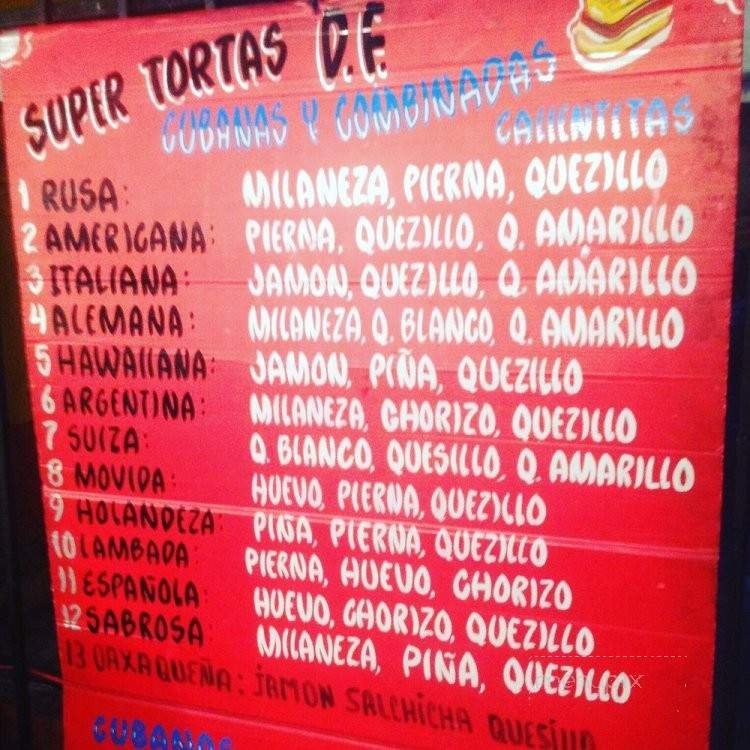 SUPER TORTAS D.F.
CUBANAS Y COMBINADAS
CALIENTITAS
1 RUSA: MILANEZA, PIERNA, QUEZILLO
2 AMERICANA: PIERNA, QUEZILLO, Q. AMARILLO
3 ITALIANA: JAMON, QUEZILLO, Q. AMARILLO
4 ALEMANA: MILANEZA, Q. BLANCO, Q. AMARILLO
5 HAWAIIANA: JAMON, PIÑA, QUEZILLO
6 ARGENTINA: MILANEZA, CHORIZO, QUEZILLO
7 SUIZA: Q. BLANCO, QUESILLO, Q. AMARILLO
8 MOVIDA: HUEVO, PIERNA, QUEZILLO
9 HOLANDEZA: PIÑA, PIERNA, QUEZILLO
10 LAMBADA: PIERNA, HUEVO, CHORIZO
11 ESPAÑOLA: HUEVO, CHORIZO, QUEZILLO
12 SABROSA: MILANEZA, PIÑA, QUEZILLO
13 OAXAQUEÑA: JAMON SALCHICHA QUESILLO
CUBANAS